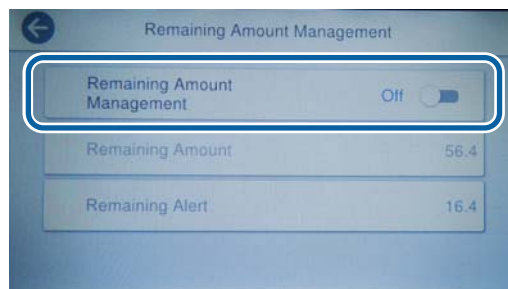 Remaining Amount Management
Remaining Amount
Management
Off
Remaining Amount
56.4
Remaining Alert
16.4